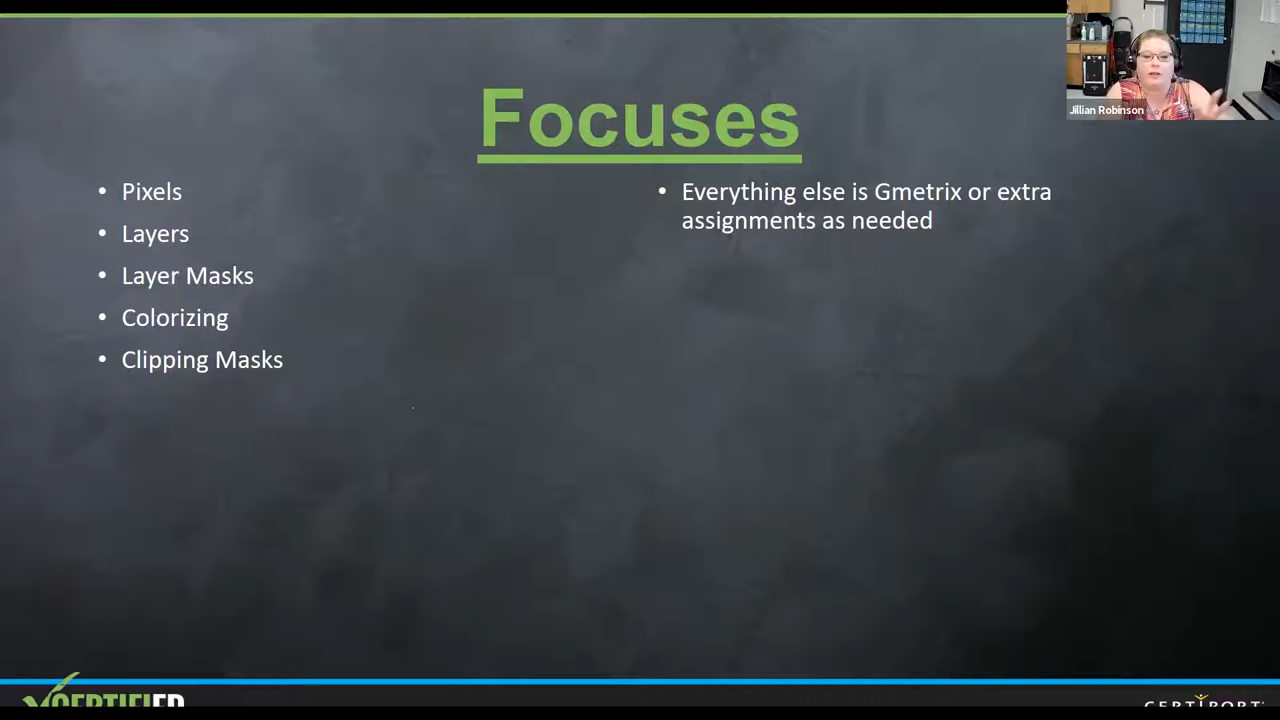 Focuses
• Pixels
• Layers
• Layer Masks
• Colorizing
• Clipping Masks
• Everything else is Gmetrix or extra
assignments as needed
Jillian Robinson
CERTIFIED
CERTIPORT